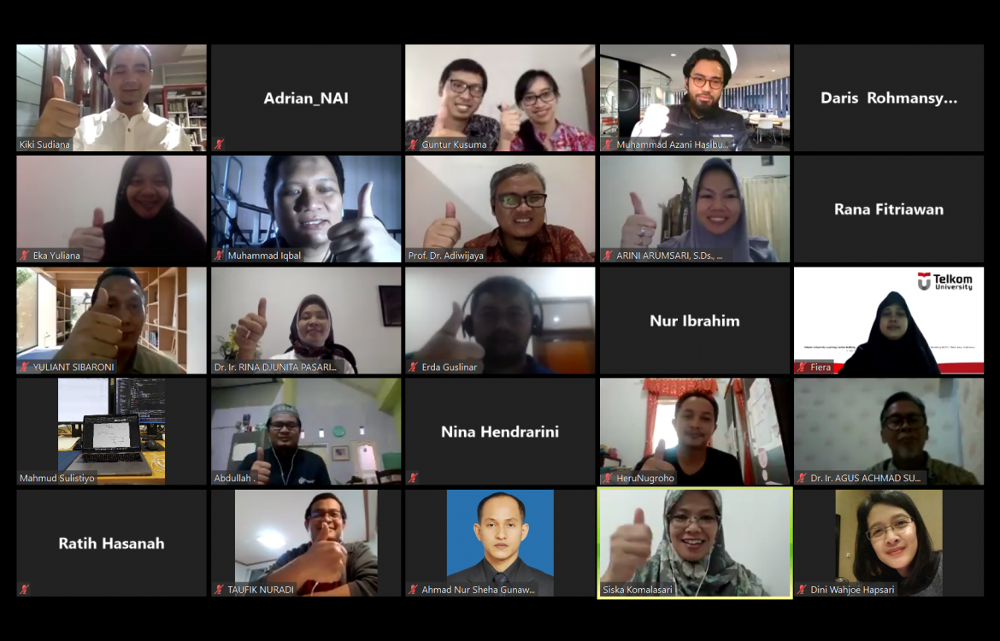 Kiki Sudiana
Adrian_NAI
Guntur Kusuma
Muhammad Azani Hasibu...
Daris Rohmansy...
Eka Yuliana
Muhammad Iqbal
Prof. Dr. Adiwijaya
ARINI ARUMSARI, S.Ds., ...
Rana Fitriawan
YULIANT SIBARONI
Dr. Ir. RINA DJUNITA PASARI...
Erda Guslinar
Nur Ibrahim
Telkom
University
Fiera
Mahmud Sulistiyo
Abdullah .
Nina Hendrarini
HeruNugroho
Dr. Ir. AGUS ACHMAD SU...
Ratih Hasanah
TAUFIK NURADI
Ahmad Nur Sheha Gunaw...
Siska Komalasari
Dini Wahjoe Hapsari